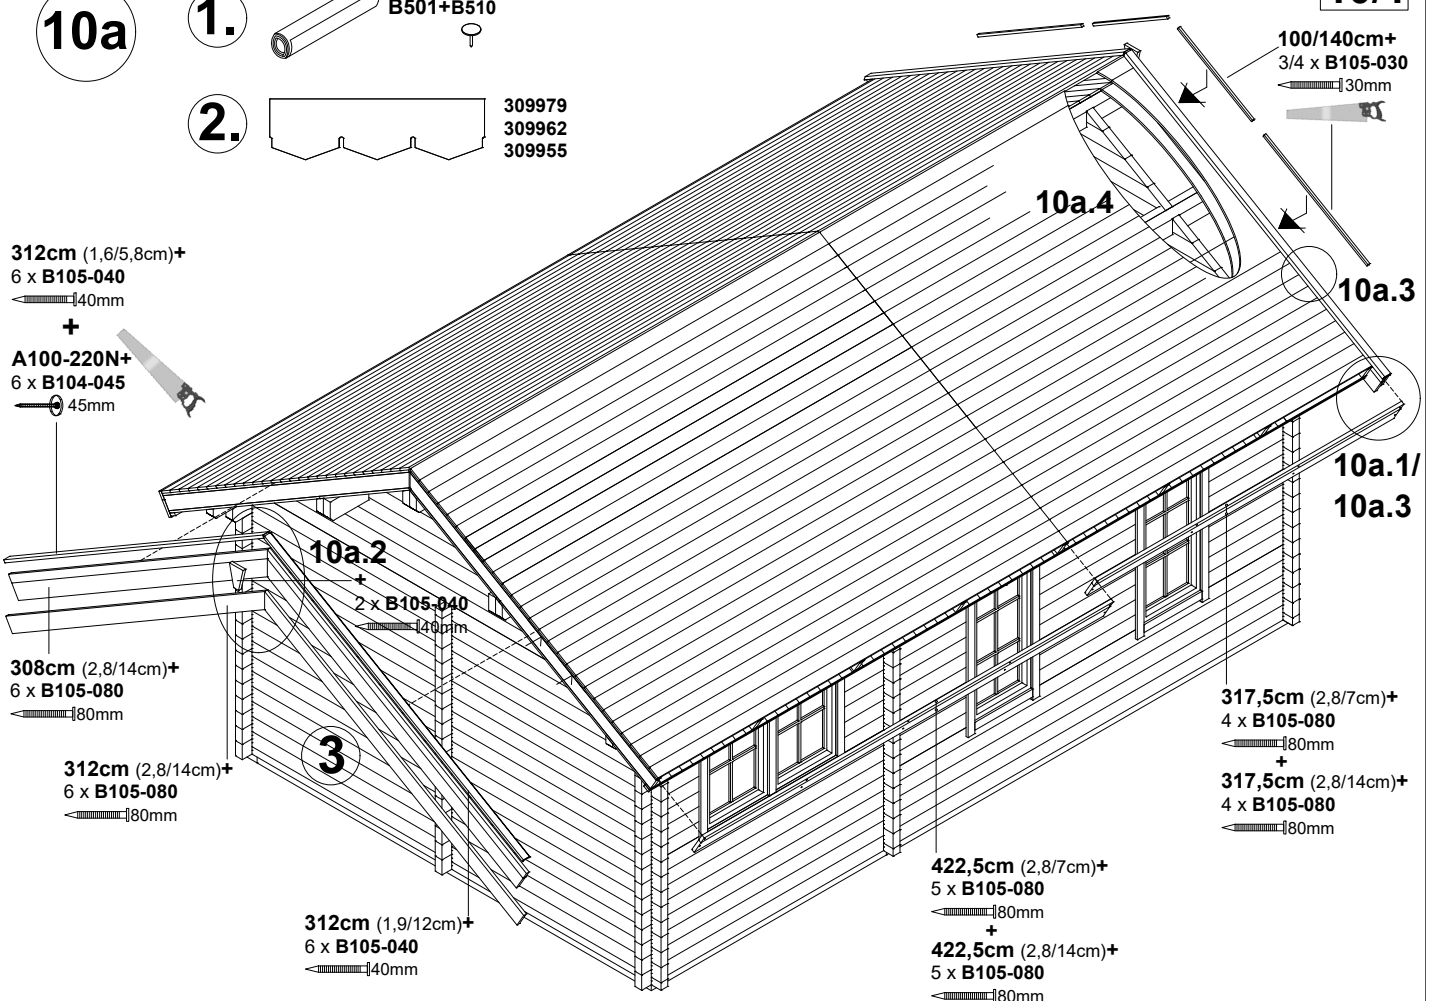 10a
1.
B501+B510
2.
309979
309962
309955
100/140cm+
3/4 x B105-030
30mm
10a.4
312cm (1,6/5,8cm)+
6 x B105-040
40mm
+
A100-220N+
6 x B104-045
45mm
10a.3
10a.1/
10a.3
10a.2
+
2 x B105-040
40mm
308cm (2,8/14cm)+
6 x B105-080
80mm
3
312cm (2,8/14cm)+
6 x B105-080
80mm
317,5cm (2,8/7cm)+
4 x B105-080
80mm
+
317,5cm (2,8/14cm)+
4 x B105-080
80mm
312cm (1,9/12cm)+
6 x B105-040
40mm
422,5cm (2,8/7cm)+
5 x B105-080
80mm
+
422,5cm (2,8/14cm)+
5 x B105-080
80mm